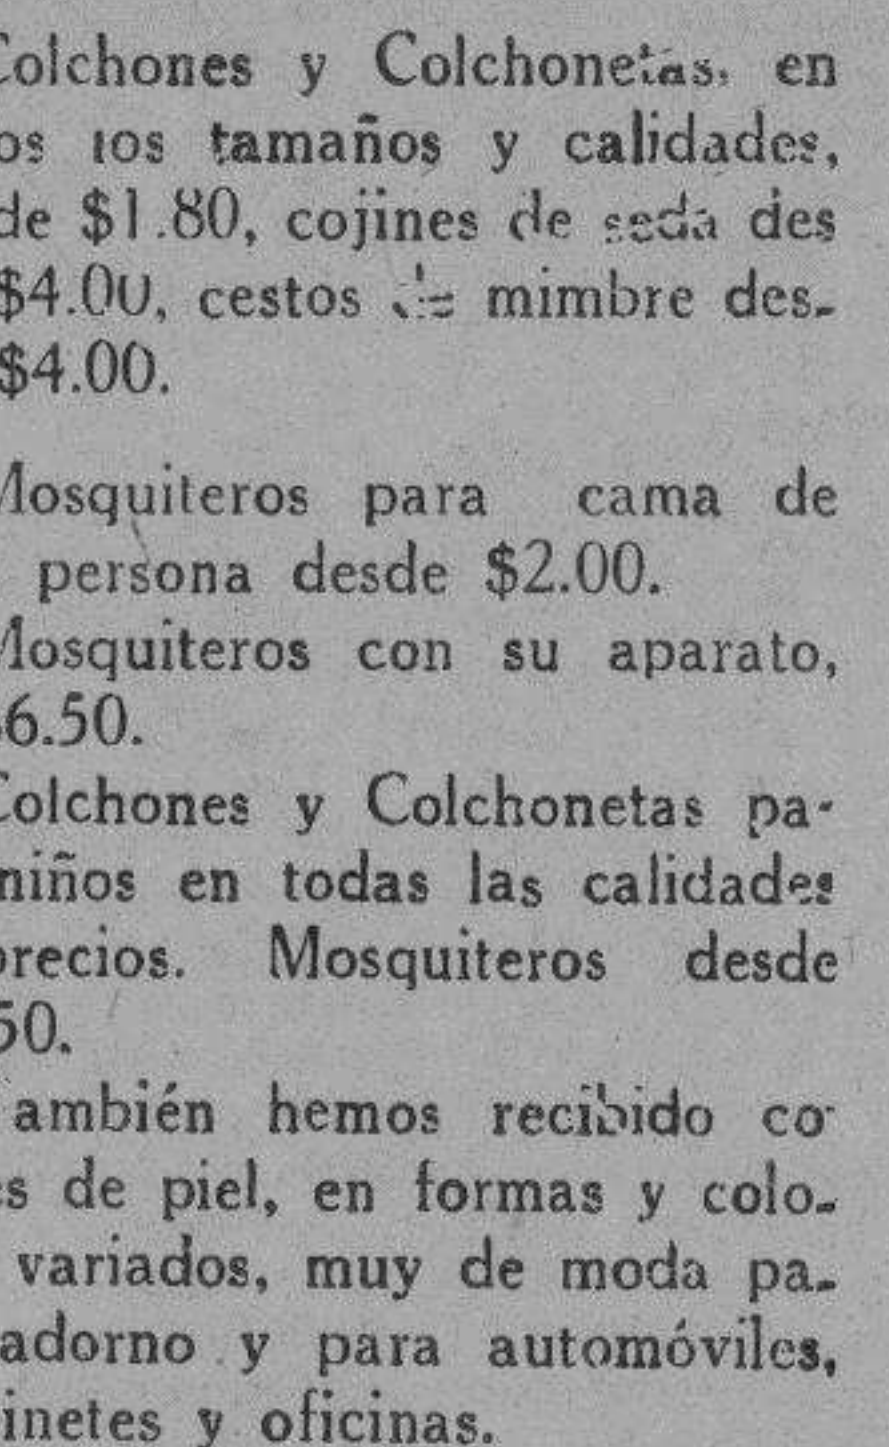 Colchones y Colchonetas, en
os los tamaños y calidades,
de $1.80, cojines de seda des
$4.00, cestos de mimbre des-
$4.00.
Mosquiteros para cama de
persona desde $2.00.
Mosquiteros con su aparato,
$6.50.
Colchones y Colchonetas pa-
niños en todas las calidades
precios. Mosquiteros desde
50.
ambién hemos recibido co-
es de piel, en formas y colo-
variados, muy de moda pa-
adorno y para automóviles,
inetes y oficinas.